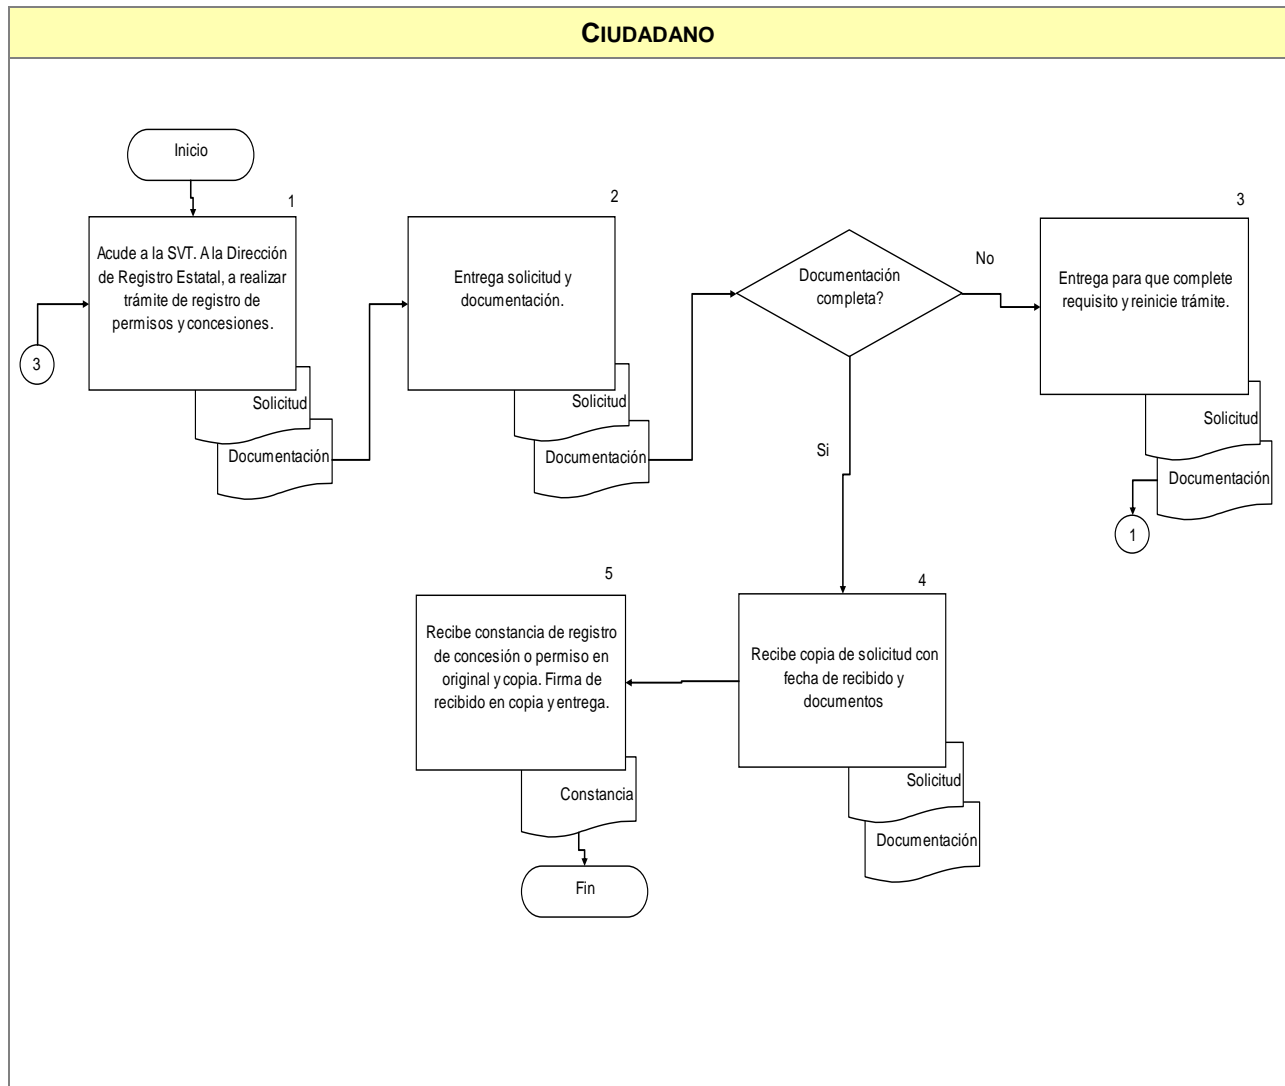 CIUDADANO
Inicio
1
Acude a la SVT. A la Dirección
de Registro Estatal, a realizar
trámite de registro de
permisos y concesiones.
3
Solicitud
Documentación
2
Entrega solicitud y
documentación.
Solicitud
Documentación
Documentación
completa?
No
Si
3
Entrega para que complete
requisito y reinicie trámite.
Solicitud
Documentación
1
4
Recibe copia de solicitud con
fecha de recibido y
documentos
Solicitud
Documentación
5
Recibe constancia de registro
de concesión o permiso en
original y copia. Firma de
recibido en copia y entrega.
Constancia
Fin